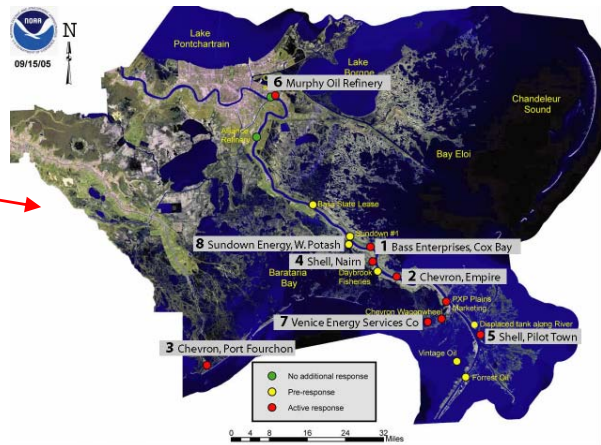 NOAA
09/15/05
N
Lake
Pontchartrain
Lake
Borgne
Chandeleur
Sound
6 Murphy Oil Refinery
Alliance
Refinery
Bay Eloi
Bass State Lease
Sundown #1
8 Sundown Energy, W. Potash
1 Bass Enterprises, Cox Bay
4 Shell, Nairn
Barataria
Bay
Daybrook
Fisheries
2 Chevron, Empire
PXP Plains
Marketing
Chevron Wagonwheel
7 Venice Energy Services Co
Displaced tank along River
5 Shell, Pilot Town
3 Chevron, Port Fourchon
Vintage Oil
Forrest Oil
No additional response
Pre-response
Active response
0 4 8 16 24 32
Miles